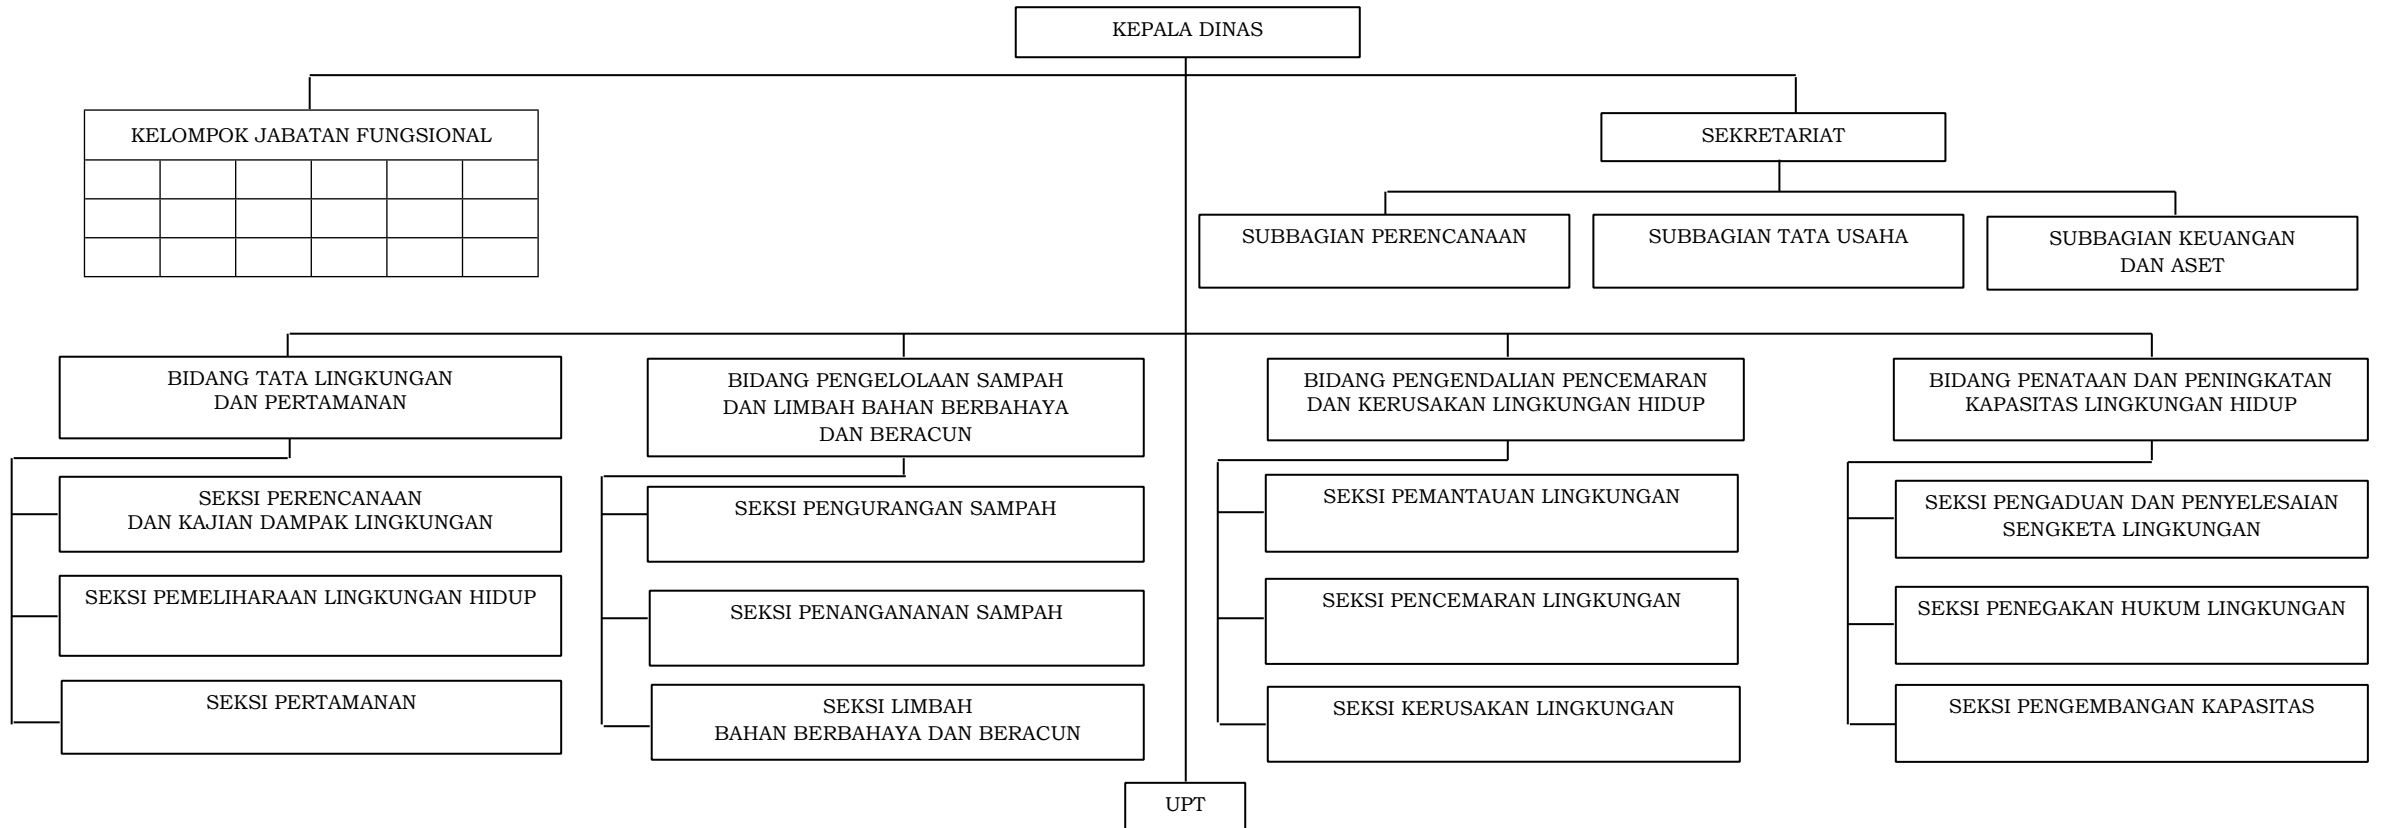 KEPALA DINAS
KELOMPOK JABATAN FUNGSIONAL
SEKRETARIAT
SUBBAGIAN PERENCANAAN
SUBBAGIAN TATA USAHA
SUBBAGIAN KEUANGAN
DAN ASET
BIDANG TATA LINGKUNGAN
DAN PERTAMANAN
SEKSI PERENCANAAN
DAN KAJIAN DAMPAK LINGKUNGAN
SEKSI PEMELIHARAAN LINGKUNGAN HIDUP
SEKSI PERTAMANAN
BIDANG PENGELOLAAN SAMPAH
DAN LIMBAH BAHAN BERBAHAYA
DAN BERACUN
SEKSI PENGURANGAN SAMPAH
SEKSI PENANGANANAN SAMPAH
SEKSI LIMBAH
BAHAN BERBAHAYA DAN BERACUN
BIDANG PENGENDALIAN PENCEMARAN
DAN KERUSAKAN LINGKUNGAN HIDUP
SEKSI PEMANTAUAN LINGKUNGAN
SEKSI PENCEMARAN LINGKUNGAN
SEKSI KERUSAKAN LINGKUNGAN
BIDANG PENATAAN DAN PENINGKATAN
KAPASITAS LINGKUNGAN HIDUP
SEKSI PENGADUAN DAN PENYELESAIAN
SENGKETA LINGKUNGAN
SEKSI PENEGAKAN HUKUM LINGKUNGAN
SEKSI PENGEMBANGAN KAPASITAS
UPT